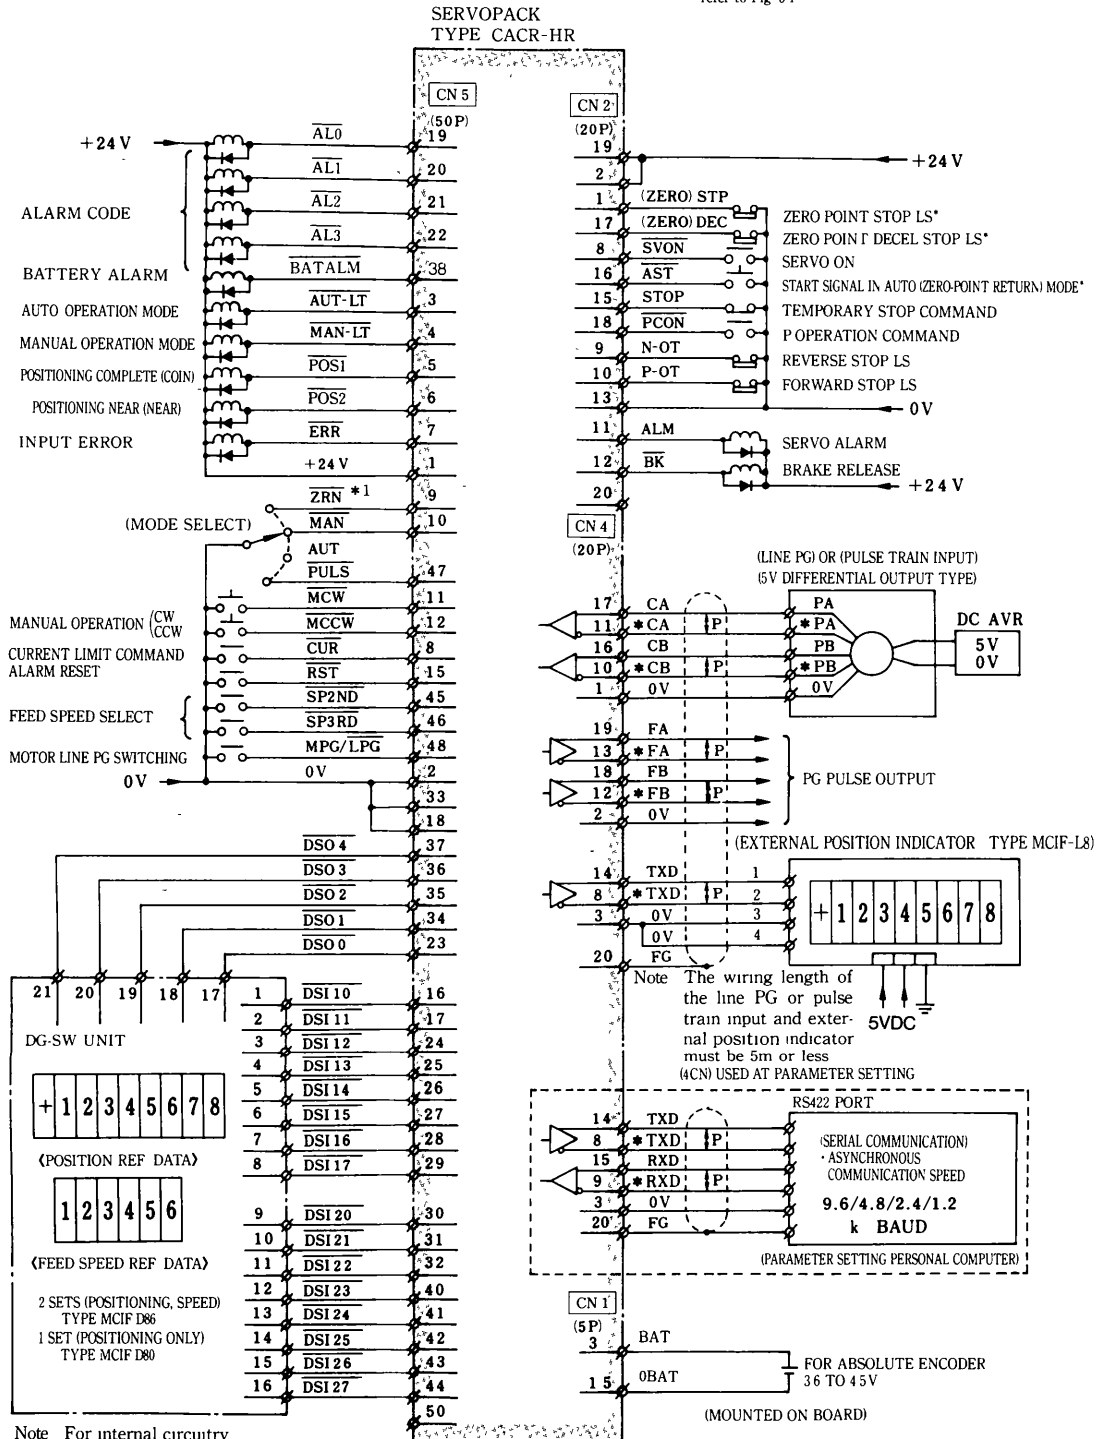 refer to Fig 6 1
SERVOPACK
TYPE CACR-HR
CN 5
(50P)
+24 V
AL0 19
AL1 20
ALARM CODE
AL2 21
AL3 22
BATTERY ALARM BATALM 38
AUTO OPERATION MODE AUT-LT 3
MANUAL OPERATION MODE MAN-LT 4
POSITIONING COMPLETE (COIN) POS1 5
POSITIONING NEAR (NEAR) POS2 6
INPUT ERROR ERR 7
+24 V 1
ZRN *1 9
(MODE SELECT) MAN 10
AUT
PULS 47
MANUAL OPERATION (CW MCW 11
CCW MCCW 12
CURRENT LIMIT COMMAND CUR 8
ALARM RESET RST 15
SP2ND 45
FEED SPEED SELECT
SP3RD 46
MOTOR LINE PG SWITCHING MPG/LPG 48
0V 0V 2
33
18
DSO 4 37
DSO 3 36
DSO 2 35
DSO 1 34
DSO 0 23
21 20 19 18 17
DG-SW UNIT
1 DSI 10 16
2 DSI 11 17
3 DSI 12 24
4 DSI 13 25
5 DSI 14 26
6 DSI 15 27
7 DSI 16 28
8 DSI 17 29
+ 1 2 3 4 5 6 7 8
《POSITION REF DATA》
1 2 3 4 5 6
《FEED SPEED REF DATA》
9 DSI 20 30
10 DSI 21 31
11 DSI 22 32
12 DSI 23 40
13 DSI 24 41
14 DSI 25 42
15 DSI 26 43
16 DSI 27 44
50
2 SETS (POSITIONING, SPEED)
TYPE MCIF D86
1 SET (POSITIONING ONLY)
TYPE MCIF D80
Note For internal circuitry
CN 2
(20P)
19 +24 V
2
1 (ZERO) STP ZERO POINT STOP LS*
17 (ZERO) DEC ZERO POINT DECEL STOP LS*
8 SVON SERVO ON
16 AST START SIGNAL IN AUTO (ZERO-POINT RETURN) MODE*
15 STOP TEMPORARY STOP COMMAND
18 PCON P OPERATION COMMAND
9 N-OT REVERSE STOP LS
10 P-OT FORWARD STOP LS
13 0V
11 ALM SERVO ALARM
12 BK BRAKE RELEASE
+24 V
20
CN 4
(20P)
(LINE PG) OR (PULSE TRAIN INPUT)
(5V DIFFERENTIAL OUTPUT TYPE)
17 CA PA
11 *CA P *PA
16 CB PB
10 *CB P *PB
1 0V 0V
DC AVR
5V
0V
19 FA
13 *FA P
18 FB
12 *FB P
2 0V
PG PULSE OUTPUT
(EXTERNAL POSITION INDICATOR TYPE MCIF-L8)
14 TXD 1
8 *TXD P 2
3 0V 3
0V 4
20 FG
+ 1 2 3 4 5 6 7 8
5VDC
Note The wiring length of
the line PG or pulse
train input and exter-
nal position indicator
must be 5m or less
(4CN) USED AT PARAMETER SETTING
RS422 PORT
14 TXD
8 *TXD P
15 RXD
9 *RXD P
3 0V
20 FG
(SERIAL COMMUNICATION)
· ASYNCHRONOUS
COMMUNICATION SPEED
9.6/4.8/2.4/1.2
k BAUD
(PARAMETER SETTING PERSONAL COMPUTER)
CN 1
(5P)
3 BAT
15 0BAT
FOR ABSOLUTE ENCODER
3 6 TO 4 5V
(MOUNTED ON BOARD)